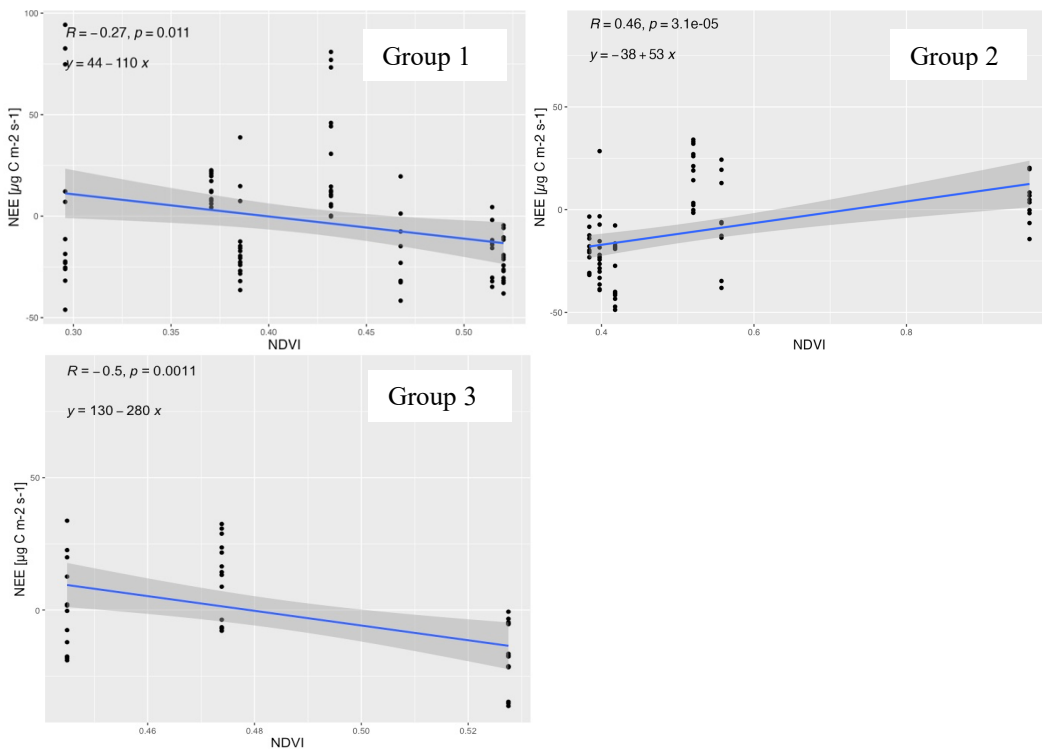 R = −0.27, p = 0.011
y = 44 − 110 x
Group 1
100
50
0
-50
NEE [µg C m-2 s-1]
0.30
0.35
0.40
0.45
0.50
NDVI
R = 0.46, p = 3.1e-05
y = −38 + 53 x
Group 2
50
0
-50
NEE [µg C m-2 s-1]
0.4
0.6
0.8
NDVI
R = −0.5, p = 0.0011
y = 130 − 280 x
Group 3
50
0
NEE [µg C m-2 s-1]
0.46
0.48
0.50
0.52
NDVI